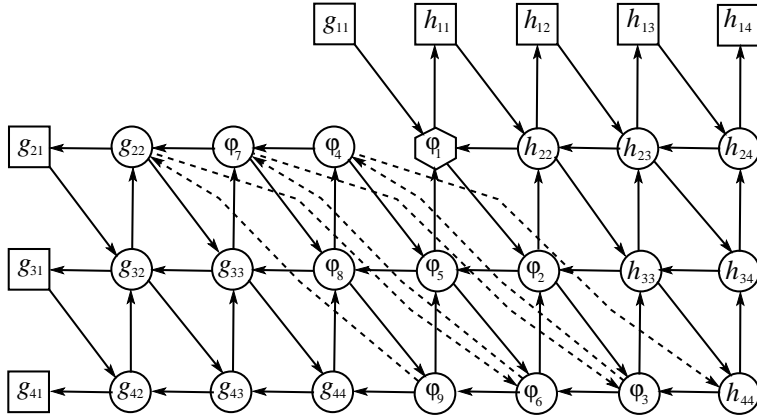 g11 h11 h12 h13 h14
g21 g22 φ7 φ4 φ1 h22 h23 h24
g31 g32 g33 φ8 φ5 φ2 h33 h34
g41 g42 g43 g44 φ9 φ6 φ3 h44